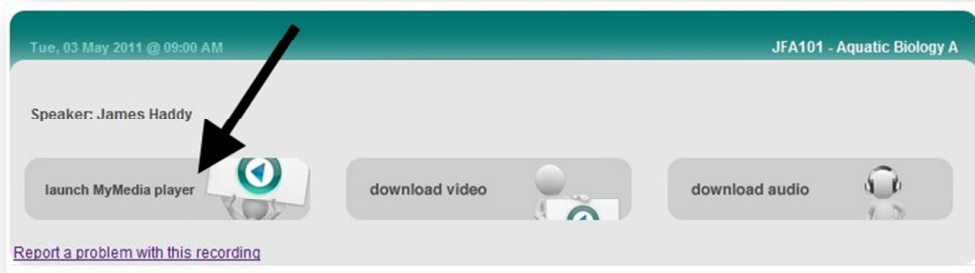 Tue, 03 May 2011 @ 09:00 AM JFA101 - Aquatic Biology A
Speaker: James Haddy
launch MyMedia player download video download audio
Report a problem with this recording